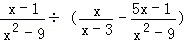 (x − 1)/(x² − 9) ÷ (x/(x − 3) − (5x − 1)/(x² − 9))